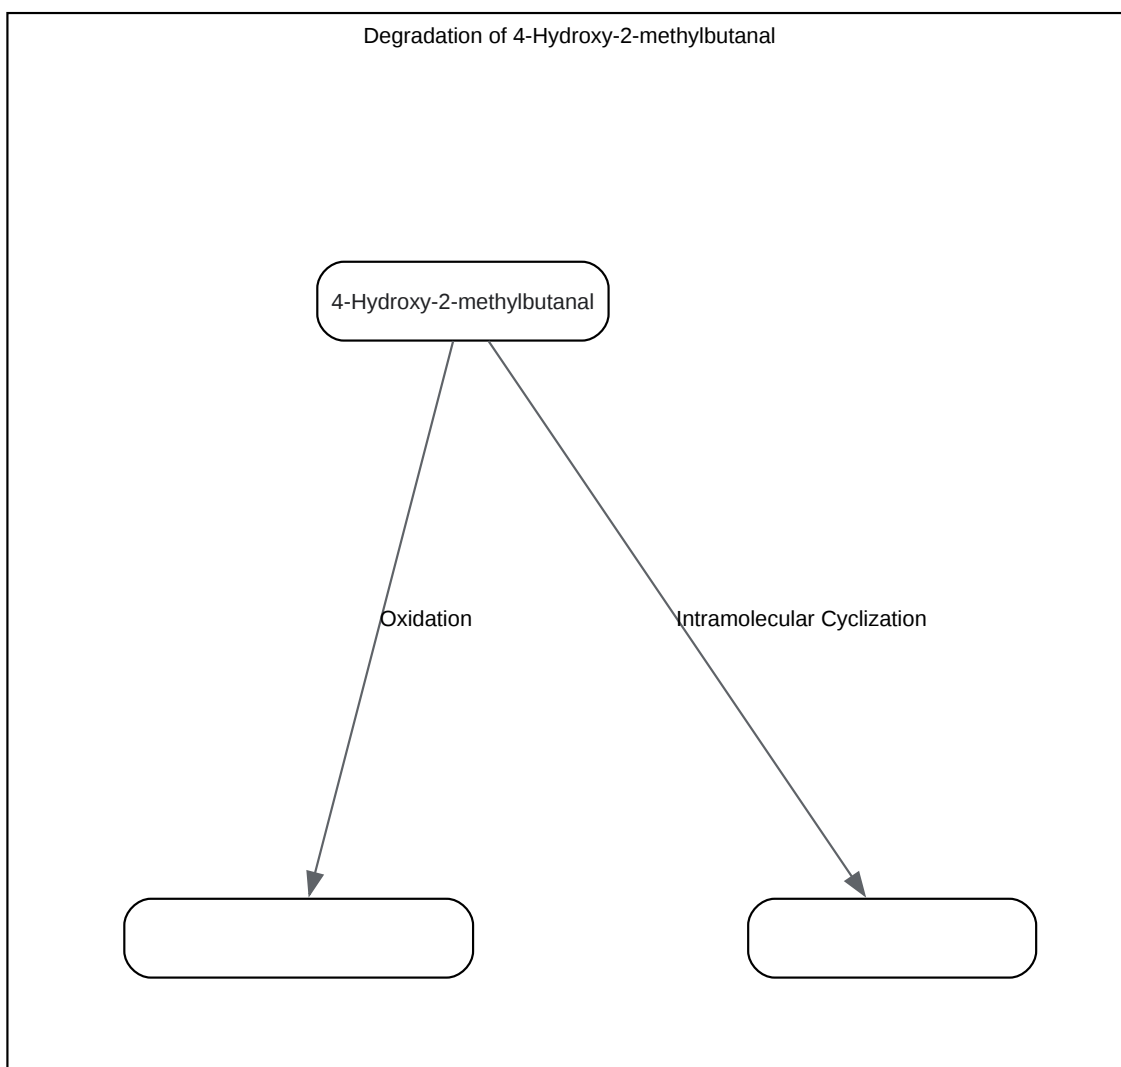 Degradation of 4-Hydroxy-2-methylbutanal
4-Hydroxy-2-methylbutanal
Oxidation
Intramolecular Cyclization